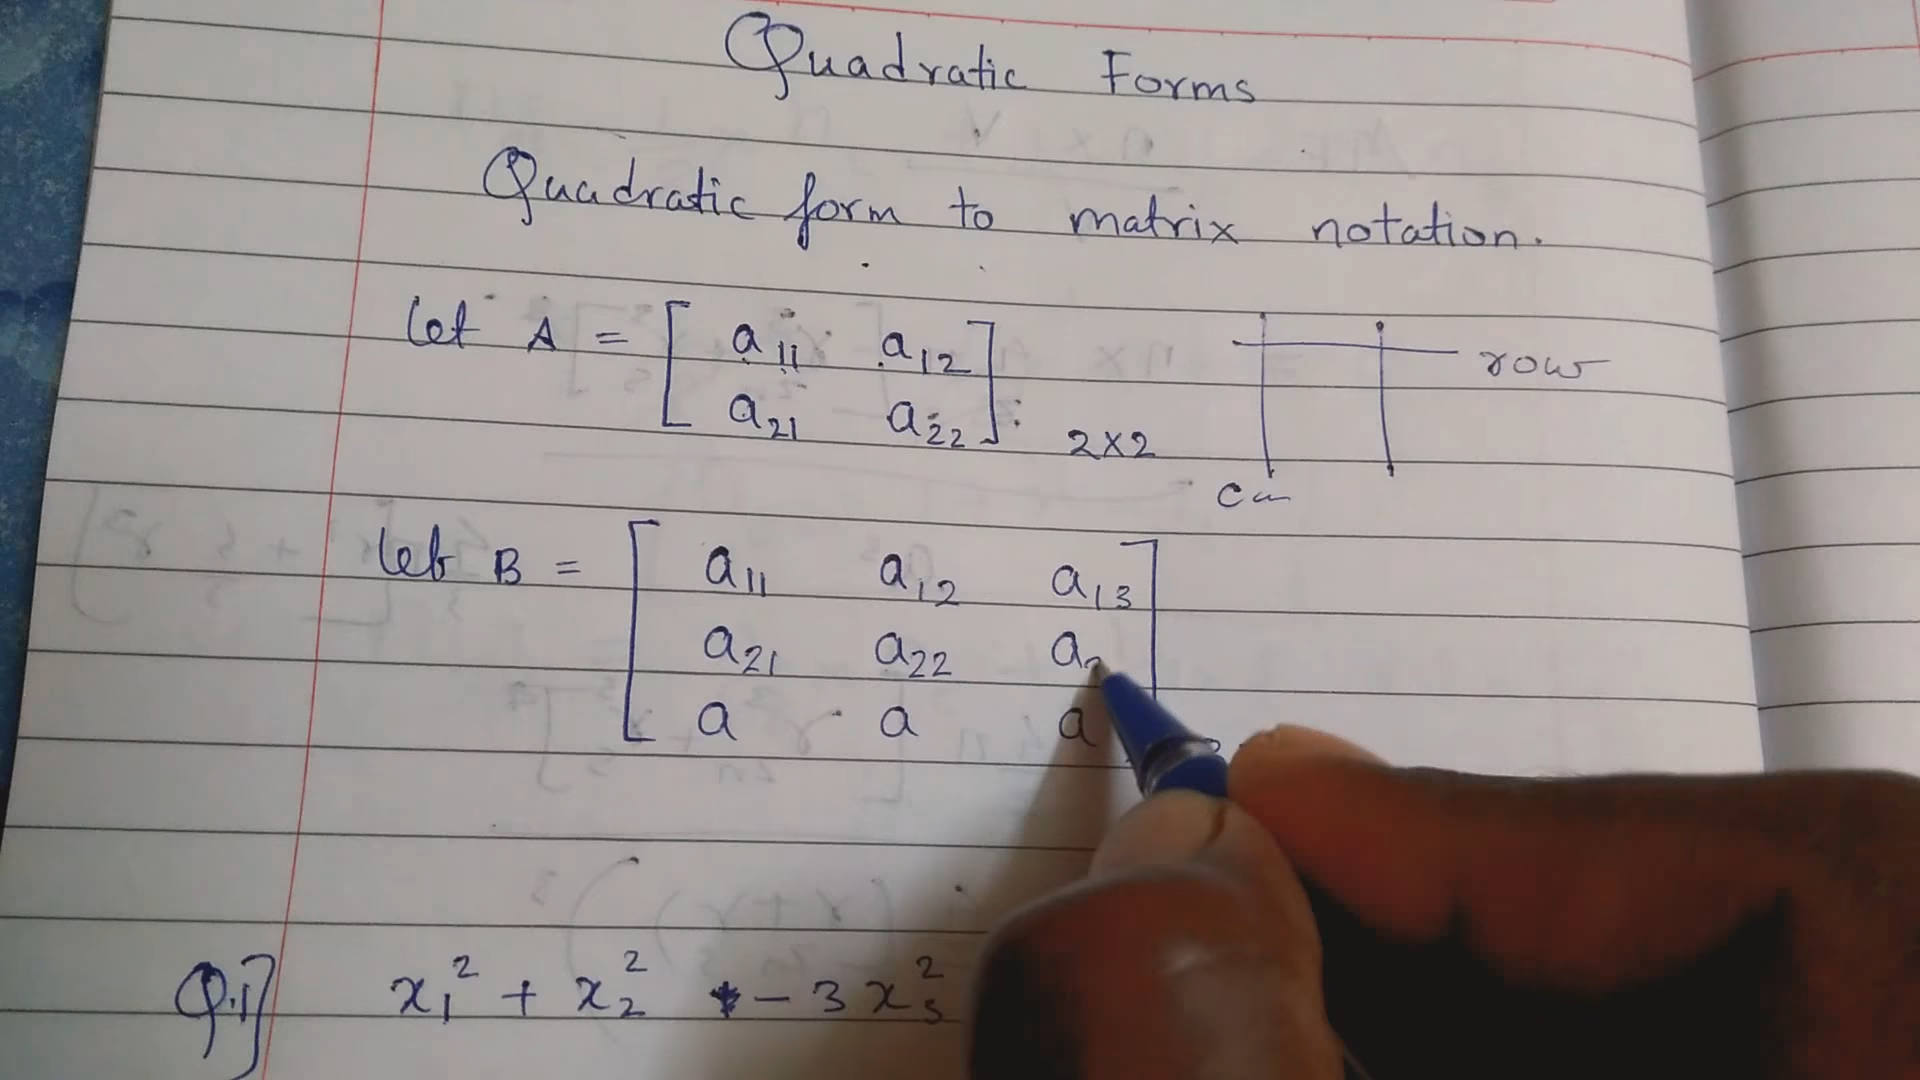 Quadratic Forms
Quadratic form to matrix notation.
Let A = [ a11 a12
a21 a22 ] 2×2
row
let B = [ a11 a12 a13
a21 a22 a2
a a a ]
Q.1] x₁² + x₂² - 3x₃²